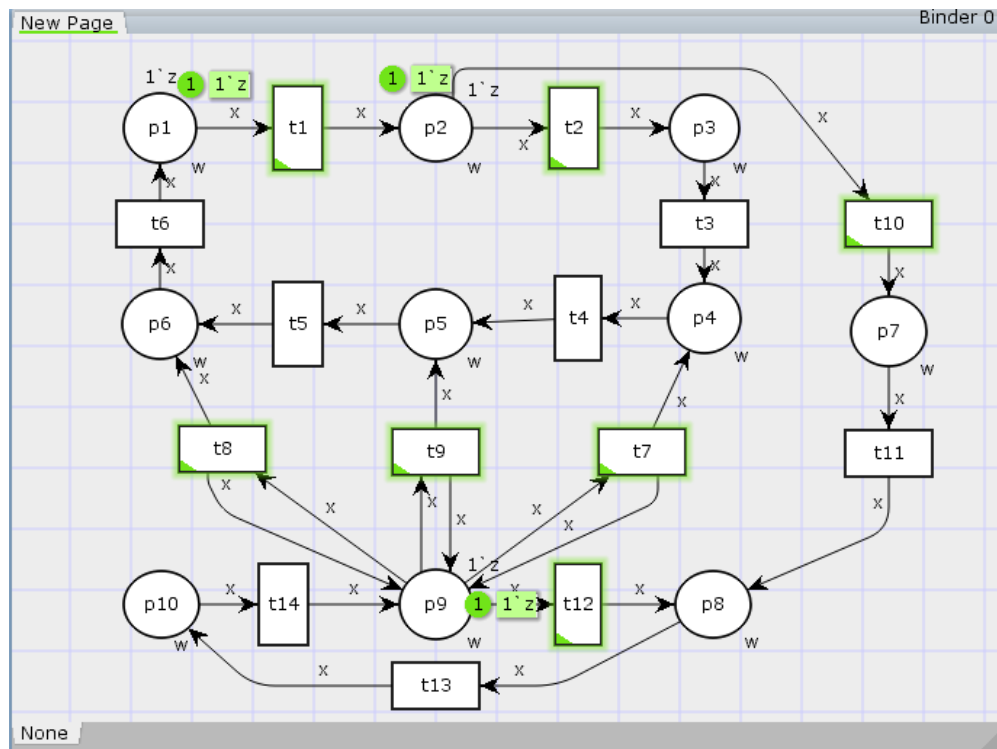 New Page
Binder 0
1`z 1 1`z
1 1`z
1`z
x
p1
x
t1
x
p2
x
t2
x
p3
w
w
w
x
x
t6
t3
t10
x
x
x
p6
x
t5
x
p5
x
t4
x
p4
p7
w
w
w
w
x
x
x
x
t8
t9
t7
t11
x
x
x
x
x
x
x
1`z
p10
x
t14
x
p9
1 1`z
x
t12
x
p8
w
w
w
x
t13
x
None